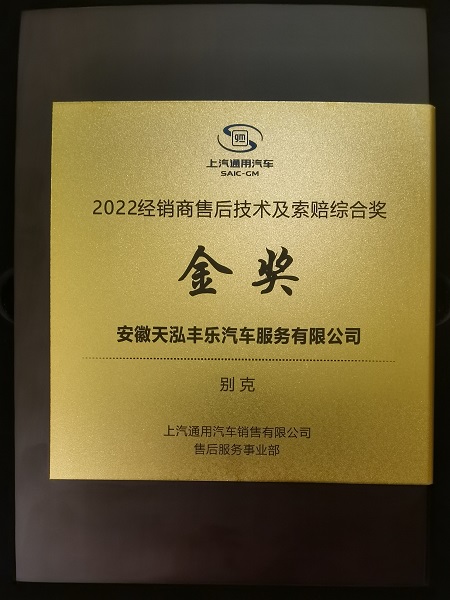 gm
上汽通用汽车
SAIC-GM
2022经销商售后技术及索赔综合奖
金奖
安徽天泓丰乐汽车服务有限公司
别克
上汽通用汽车销售有限公司
售后服务事业部